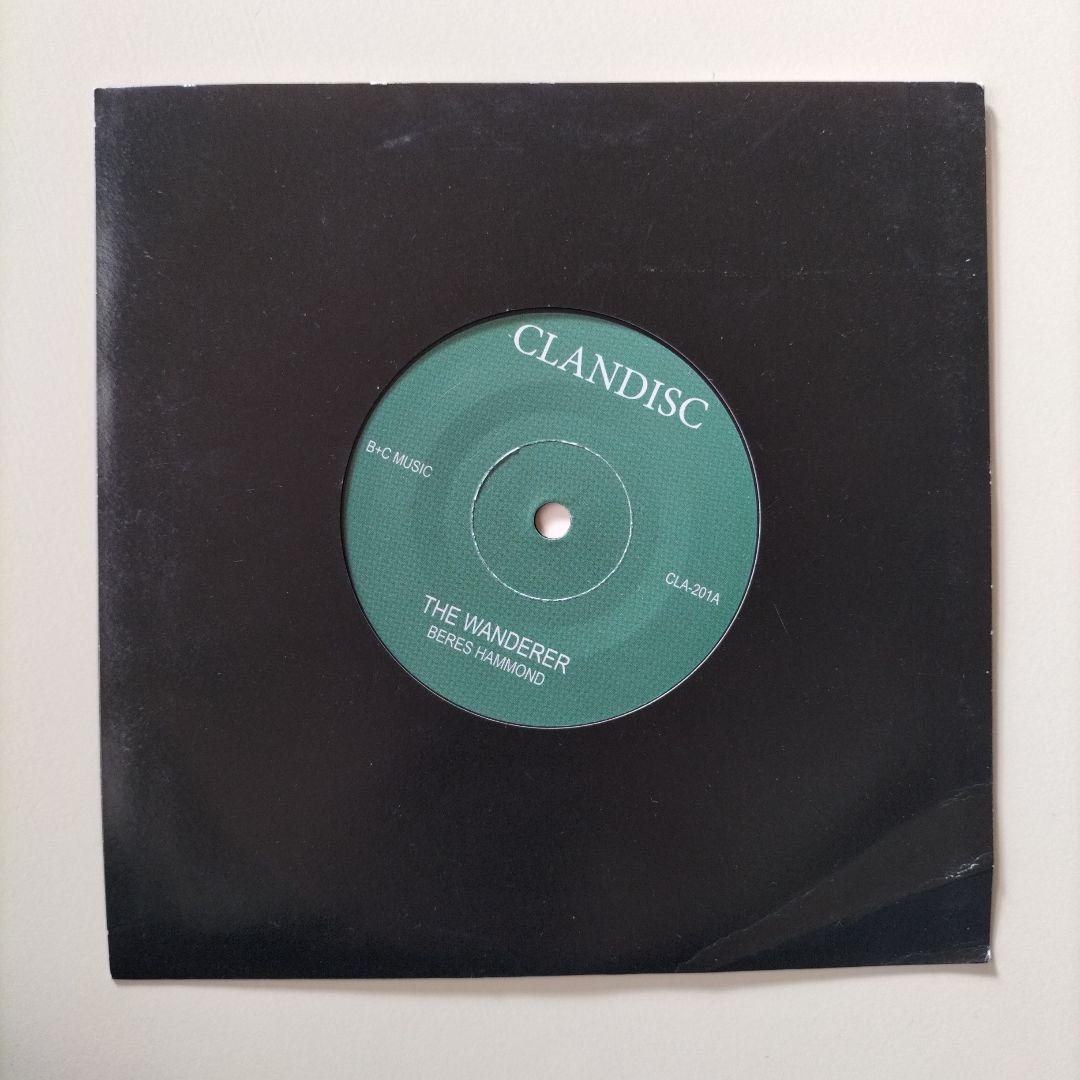 CLANDISC
B+C MUSIC
CLA-201A
THE WANDERER
BERES HAMMOND